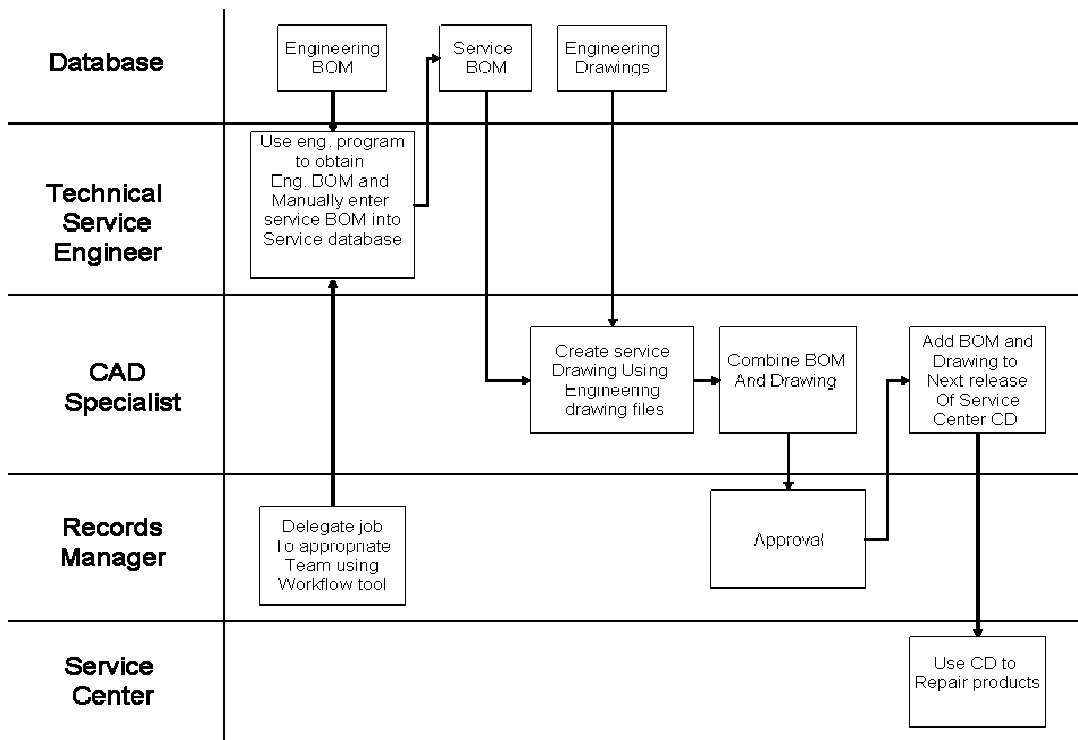 Database
Engineering
BOM
Service
BOM
Engineering
Drawings
Technical
Service
Engineer
Use eng. program
to obtain
Eng. BOM and
Manually enter
service BOM into
Service database
CAD
Specialist
Create service
Drawing Using
Engineering
drawing files
Combine BOM
And Drawing
Add BOM and
Drawing to
Next release
Of Service
Center CD
Records
Manager
Delegate job
To appropriate
Team using
Workflow tool
Approval
Service
Center
Use CD to
Repair products